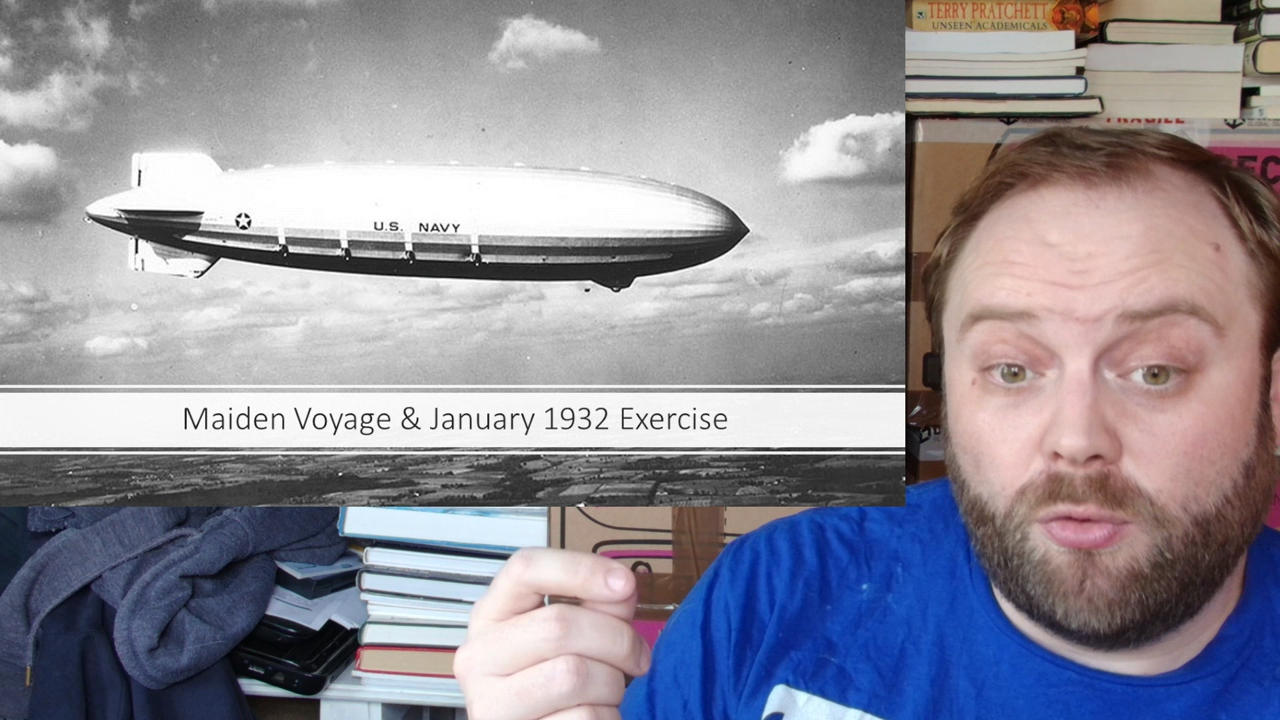 TERRY PRATCHETT
UNSEEN ACADEMICALS
FRAGILE
U.S. NAVY
Maiden Voyage & January 1932 Exercise